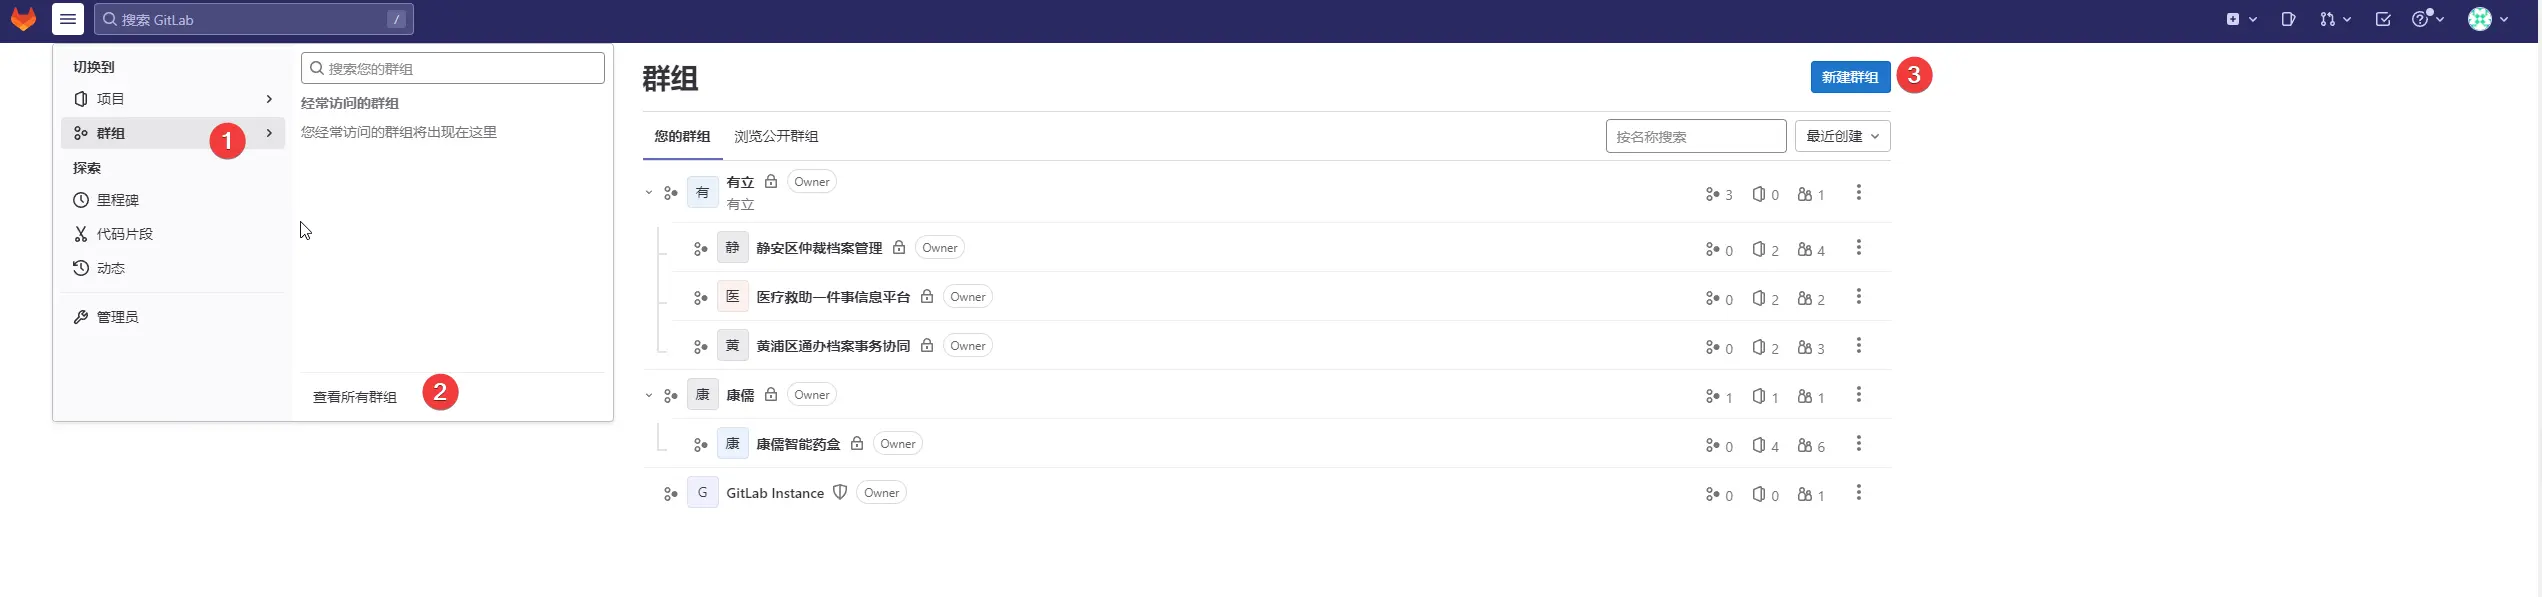 搜索 GitLab /
切换到
项目
群组 1
探索
里程碑
代码片段
动态
管理员
搜索您的群组
经常访问的群组
您经常访问的群组将出现在这里
查看所有群组 2
群组
新建群组 3
您的群组 浏览公开群组
按名称搜索 最近创建
有 有立 Owner 3 0 1
有立
静 静安区仲裁档案管理 Owner 0 2 4
医 医疗救助一件事信息平台 Owner 0 2 2
黄 黄浦区通办档案事务协同 Owner 0 2 3
康 康儒 Owner 1 1 1
康 康儒智能药盒 Owner 0 4 6
G GitLab Instance Owner 0 0 1